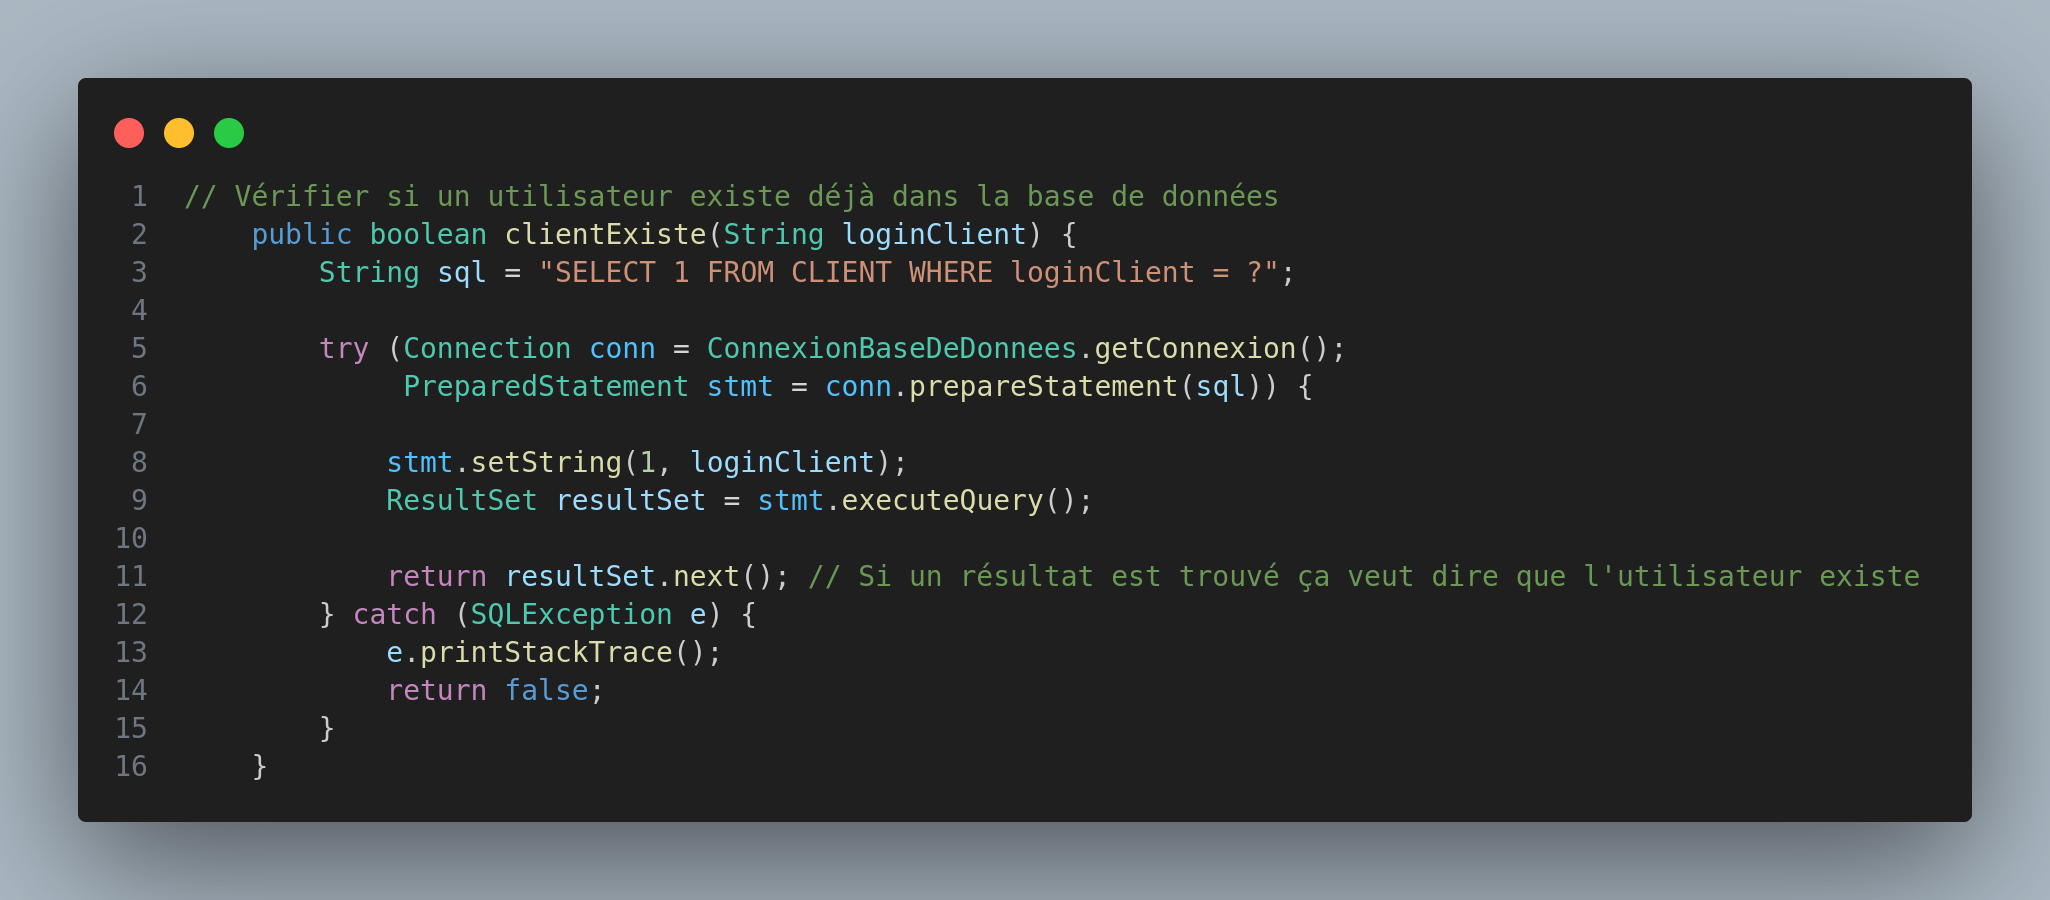 1 // Vérifier si un utilisateur existe déjà dans la base de données
2     public boolean clientExiste(String loginClient) {
3         String sql = "SELECT 1 FROM CLIENT WHERE loginClient = ?";
4
5         try (Connection conn = ConnexionBaseDeDonnees.getConnexion();
6              PreparedStatement stmt = conn.prepareStatement(sql)) {
7
8             stmt.setString(1, loginClient);
9             ResultSet resultSet = stmt.executeQuery();
10
11             return resultSet.next(); // Si un résultat est trouvé ça veut dire que l'utilisateur existe
12         } catch (SQLException e) {
13             e.printStackTrace();
14             return false;
15         }
16     }